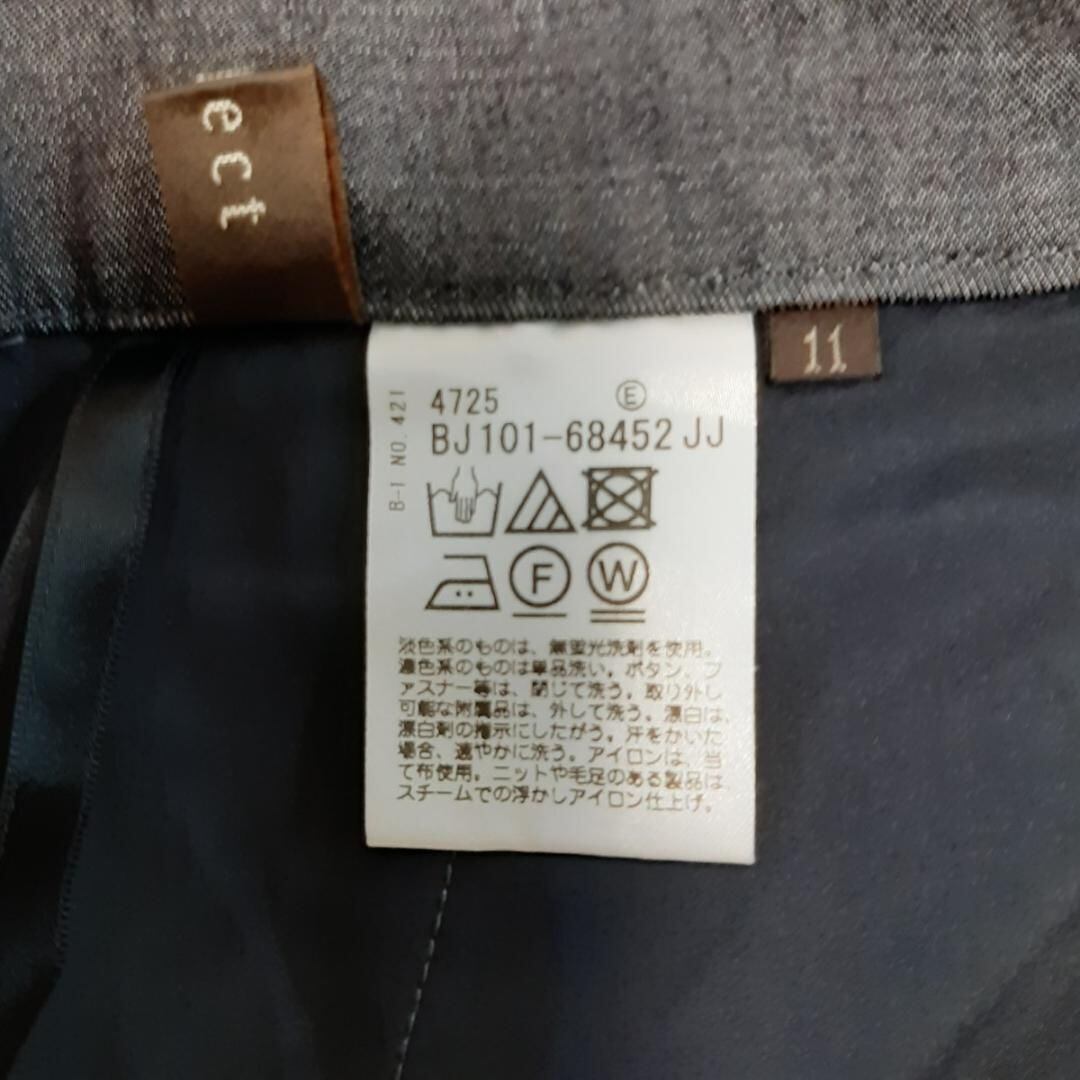 ect
11
4725 Ⓔ
BJ101-68452 JJ
B-1 NO. 421
F W
淡色系のものは、無蛍光洗剤を使用。
濃色系のものは単品洗い。ボタン、フ
ァスナー等は、閉じて洗う。取り外し
可能な附属品は、外して洗う。漂白は、
漂白剤の指示にしたがう。汗をかいた
場合、速やかに洗う。アイロンは、当
て布使用。ニットや毛足のある製品は、
スチームでの浮かしアイロン仕上げ。